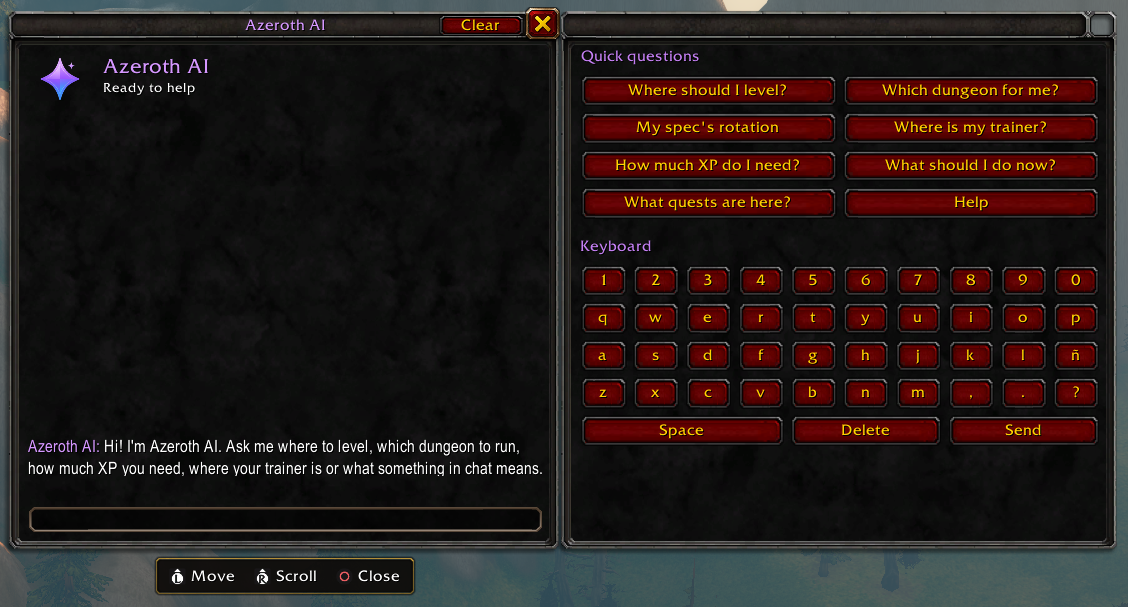 Azeroth AI
Clear
Azeroth AI
Ready to help
Azeroth AI: Hi! I'm Azeroth AI. Ask me where to level, which dungeon to run,
how much XP you need, where your trainer is or what something in chat means.
L Move R Scroll Close
Quick questions
Where should I level? Which dungeon for me?
My spec's rotation Where is my trainer?
How much XP do I need? What should I do now?
What quests are here? Help
Keyboard
1 2 3 4 5 6 7 8 9 0
q w e r t y u i o p
a s d f g h j k l ñ
z x c v b n m , . ?
Space Delete Send